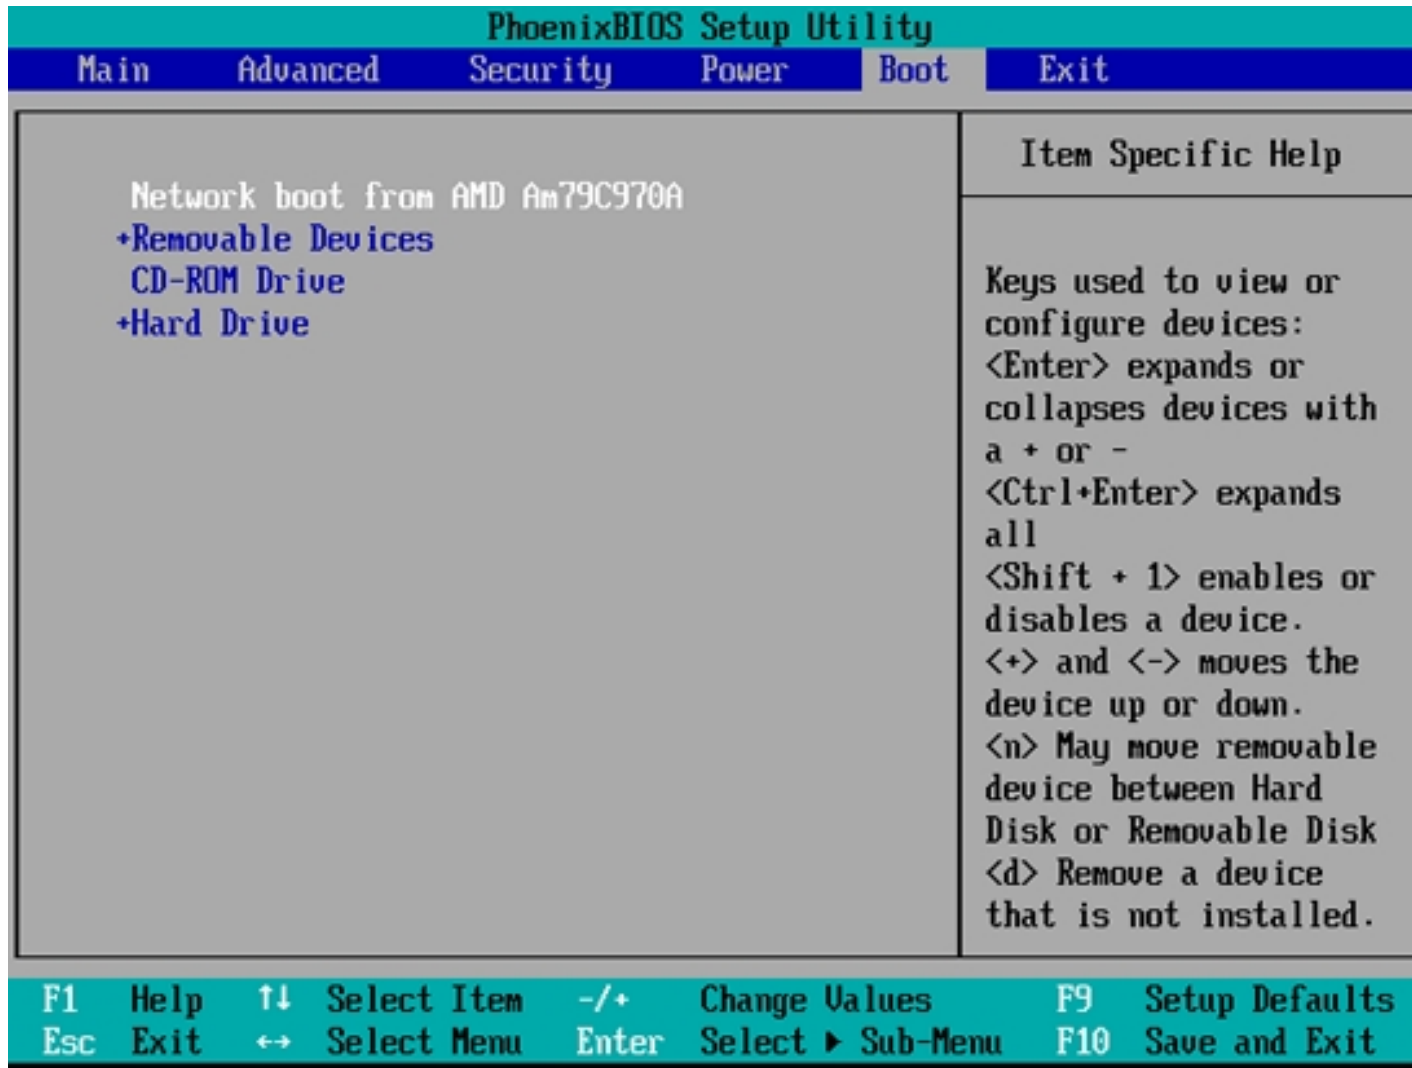 PhoenixBIOS Setup Utility
Main Advanced Security Power Boot Exit
Network boot from AMD Am79C970A
+Removable Devices
CD-ROM Drive
+Hard Drive
Item Specific Help
Keys used to view or
configure devices:
<Enter> expands or
collapses devices with
a + or -
<Ctrl+Enter> expands
all
<Shift + 1> enables or
disables a device.
<+> and <-> moves the
device up or down.
<n> May move removable
device between Hard
Disk or Removable Disk
<d> Remove a device
that is not installed.
F1 Help ↑↓ Select Item -/+ Change Values F9 Setup Defaults
Esc Exit ↔ Select Menu Enter Select ▶ Sub-Menu F10 Save and Exit